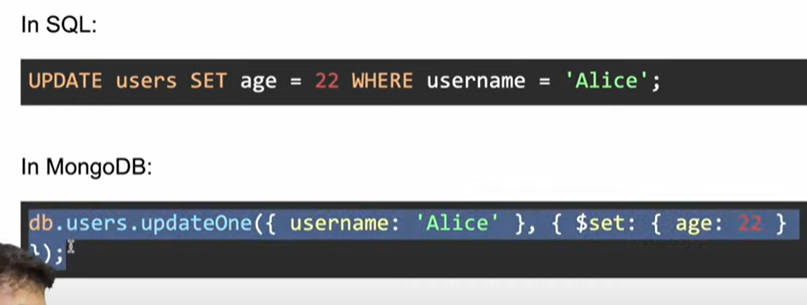 In SQL:
UPDATE users SET age = 22 WHERE username = 'Alice';
In MongoDB:
db.users.updateOne({ username: 'Alice' }, { $set: { age: 22 }
});